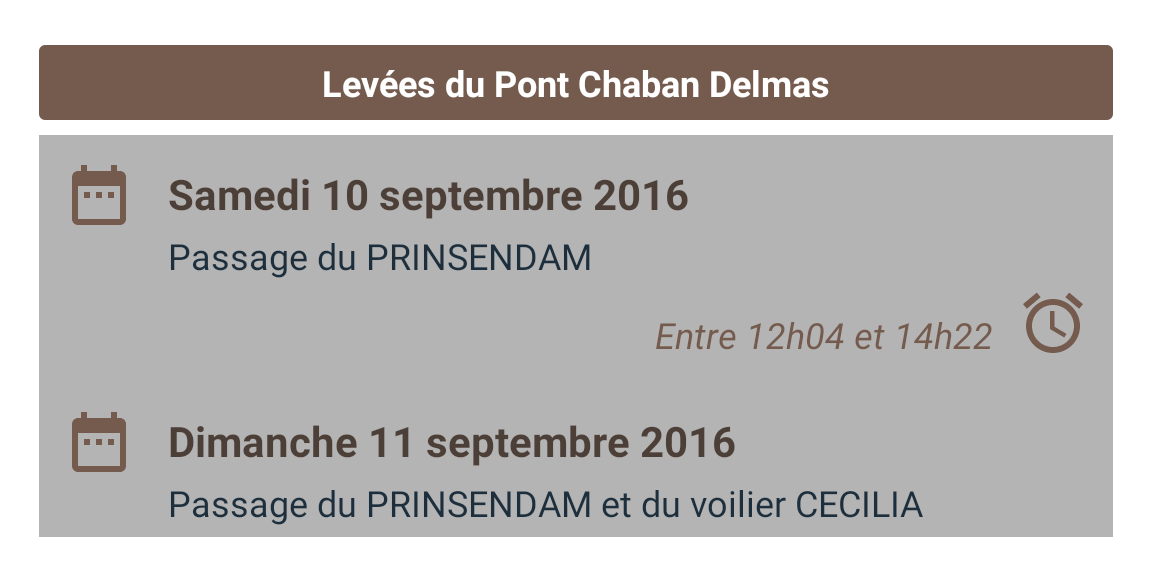 Levées du Pont Chaban Delmas
Samedi 10 septembre 2016
Passage du PRINSENDAM
Entre 12h04 et 14h22
Dimanche 11 septembre 2016
Passage du PRINSENDAM et du voilier CECILIA